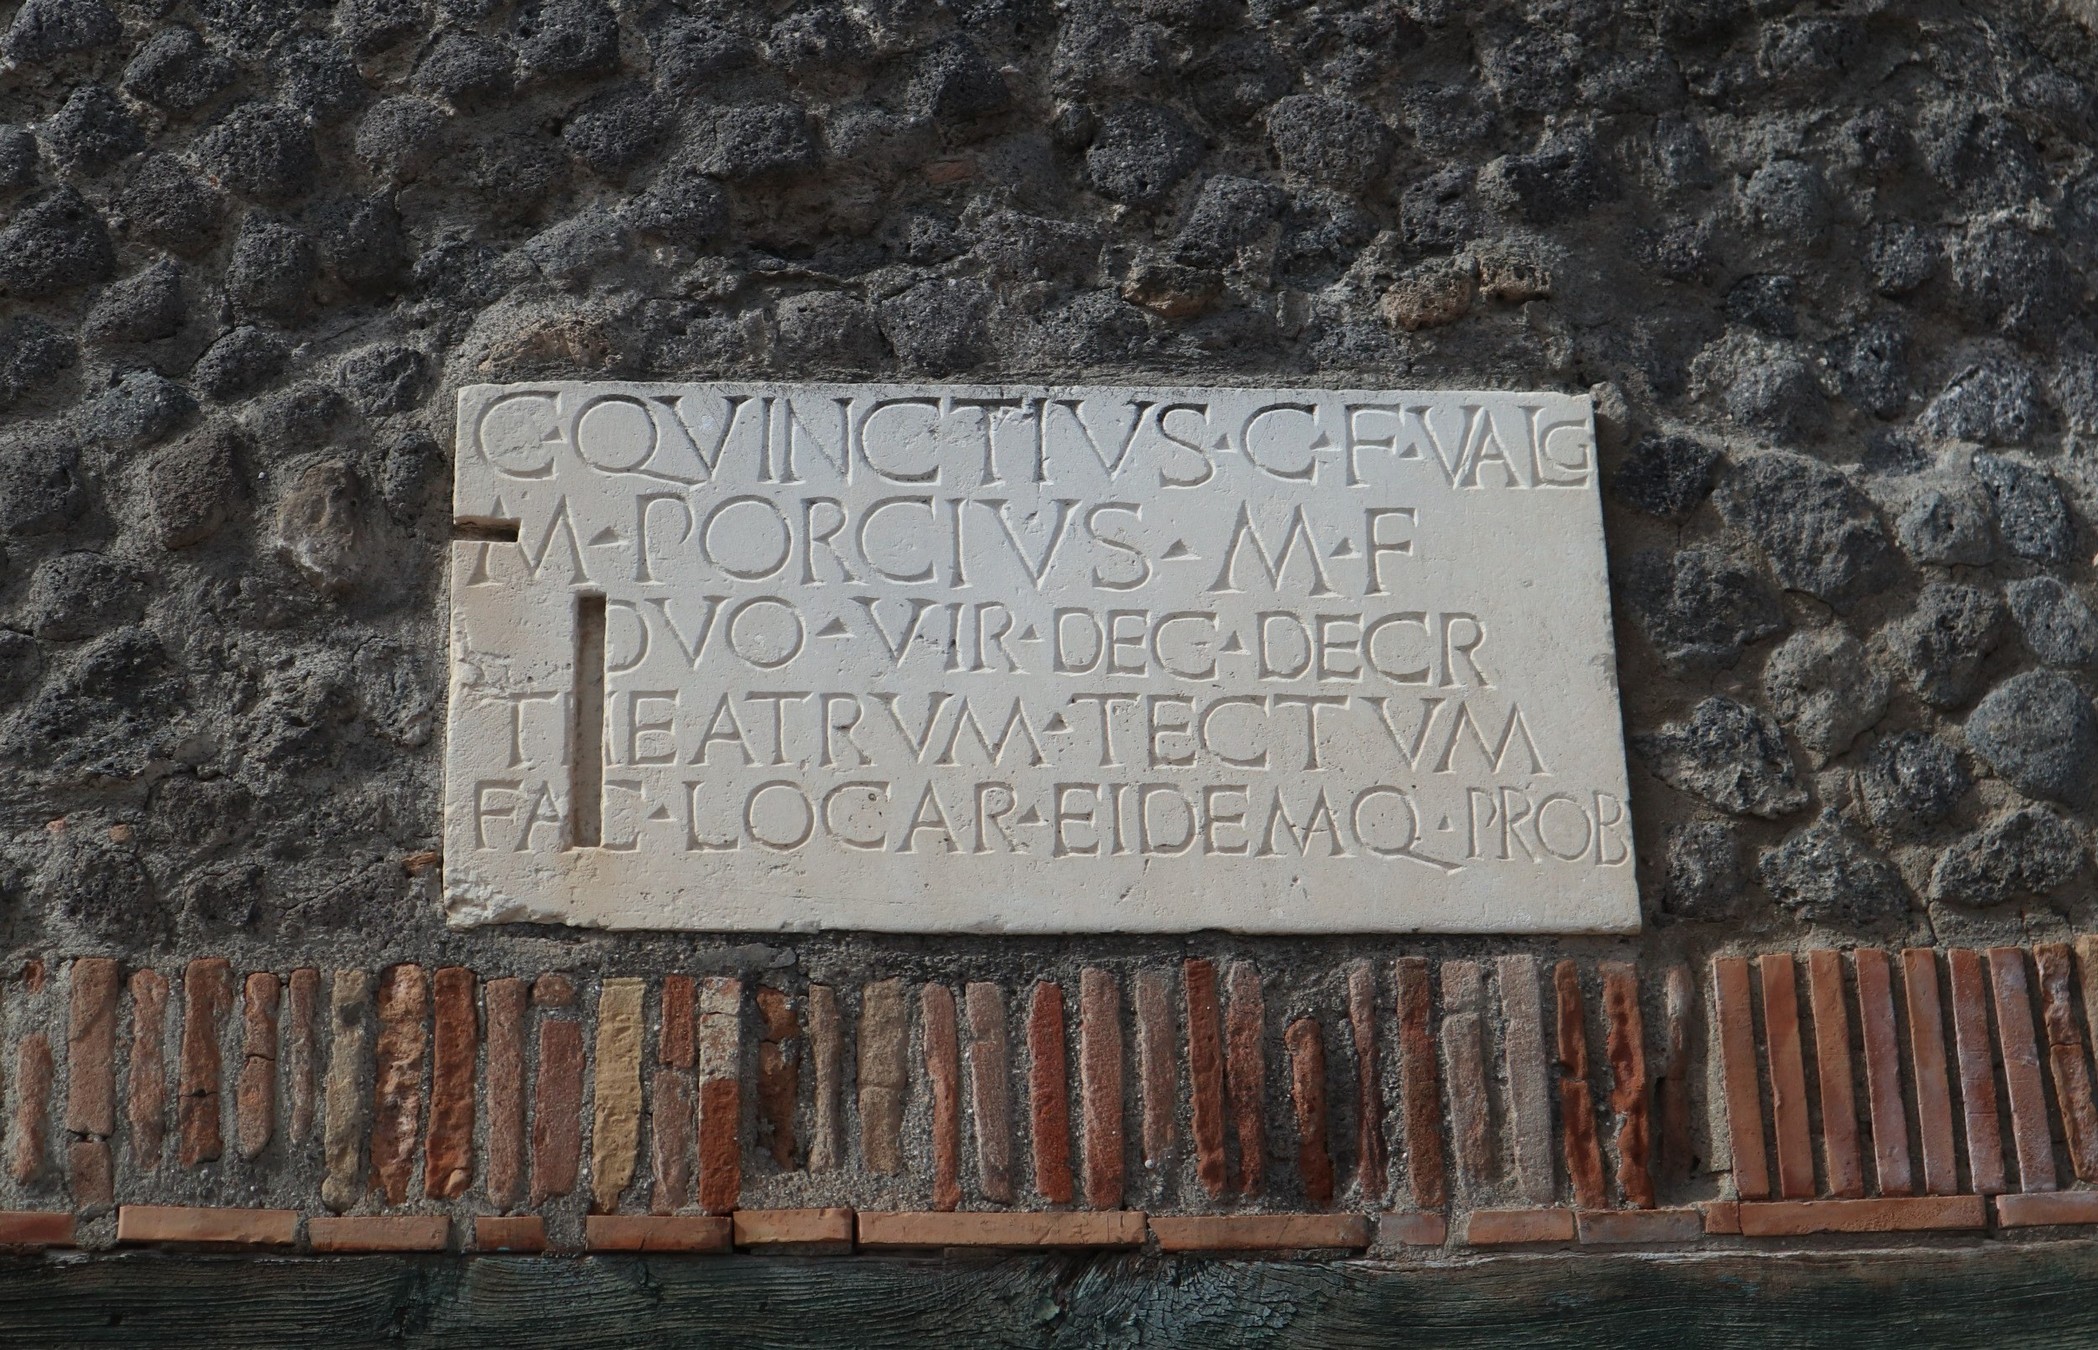 C·QVINCTIVS·C·F·VALG
M·PORCIVS·M·F
DVO·VIR·DEC·DECR
THEATRVM·TECTVM
FAC·LOCAR·EIDEMQ·PROB